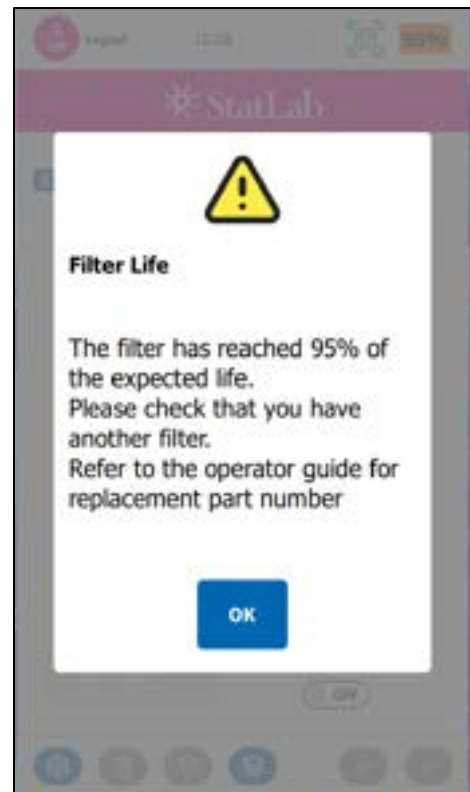 StatLab
Filter Life
The filter has reached 95% of
the expected life.
Please check that you have
another filter.
Refer to the operator guide for
replacement part number
OK
OFF